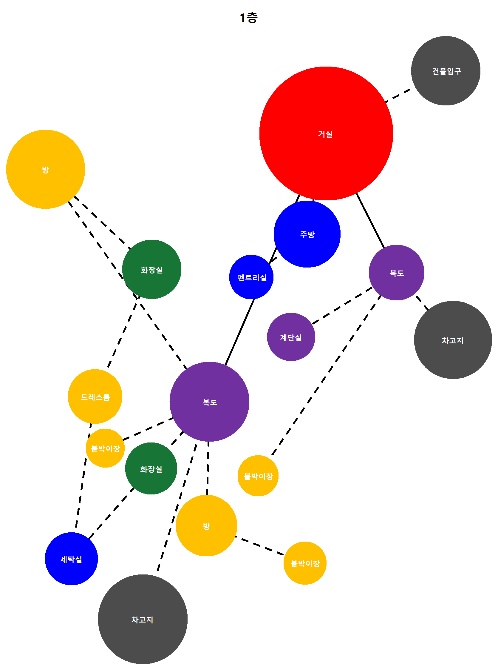 1층
건물입구
거실
방
주방
화장실
팬트리실
복도
계단실
차고지
드레스룸
복도
붙박이장
화장실
붙박이장
방
세탁실
붙박이장
차고지